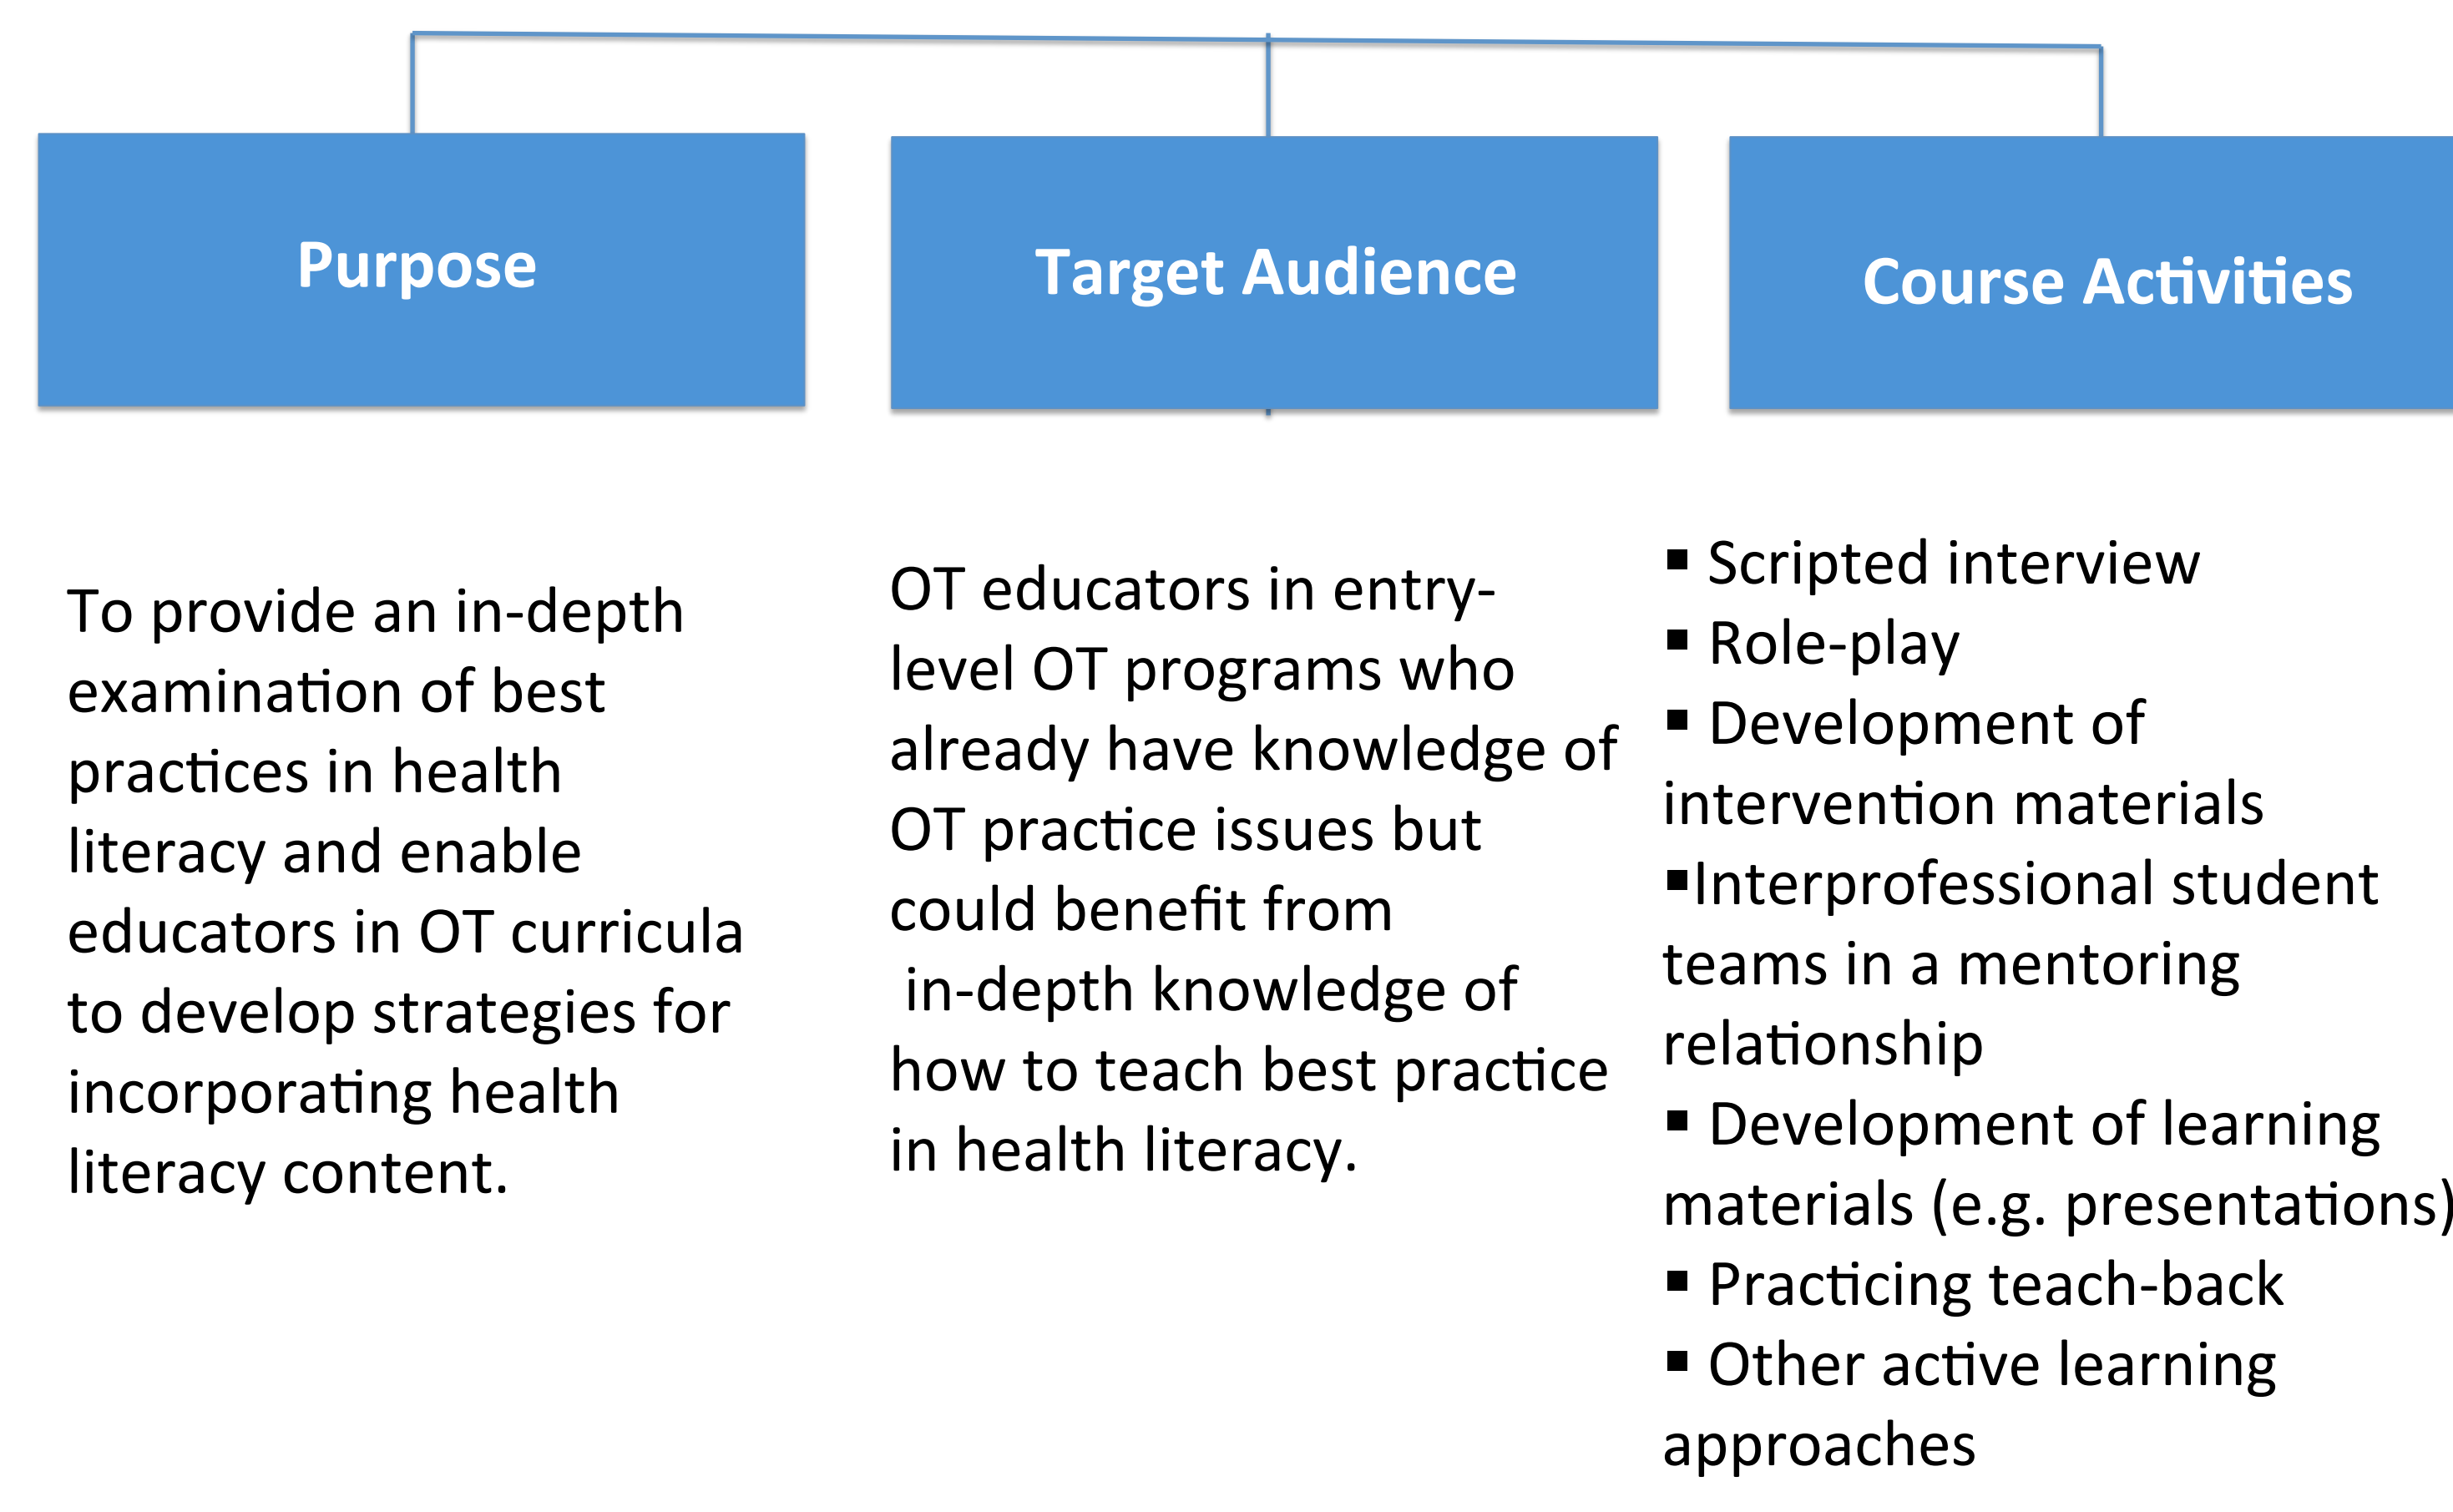 Purpose
To provide an in-depth
examination of best
practices in health
literacy and enable
educators in OT curricula
to develop strategies for
incorporating health
literacy content.
Target Audience
OT educators in entry-
level OT programs who
already have knowledge of
OT practice issues but
could benefit from
in-depth knowledge of
how to teach best practice
in health literacy.
Course Activities
▪ Scripted interview
▪ Role-play
▪ Development of
intervention materials
▪Interprofessional student
teams in a mentoring
relationship
▪ Development of learning
materials (e.g. presentations)
▪ Practicing teach-back
▪ Other active learning
approaches